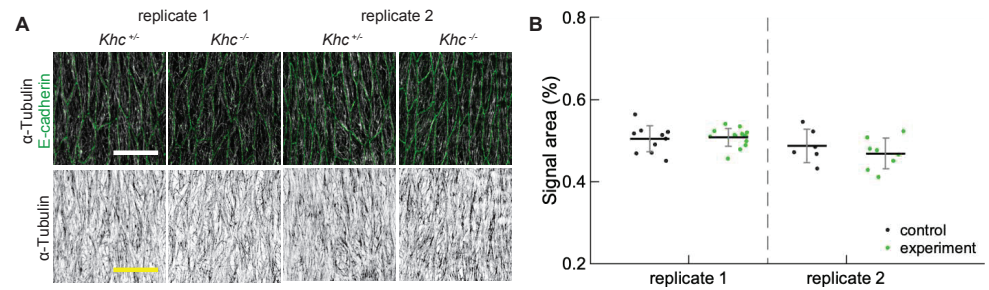 A
replicate 1
replicate 2
Khc +/-
Khc -/-
Khc +/-
Khc -/-
α-Tubulin
E-cadherin
α-Tubulin
B
Signal area (%)
0.8
0.6
0.4
0.2
control
experiment
replicate 1
replicate 2